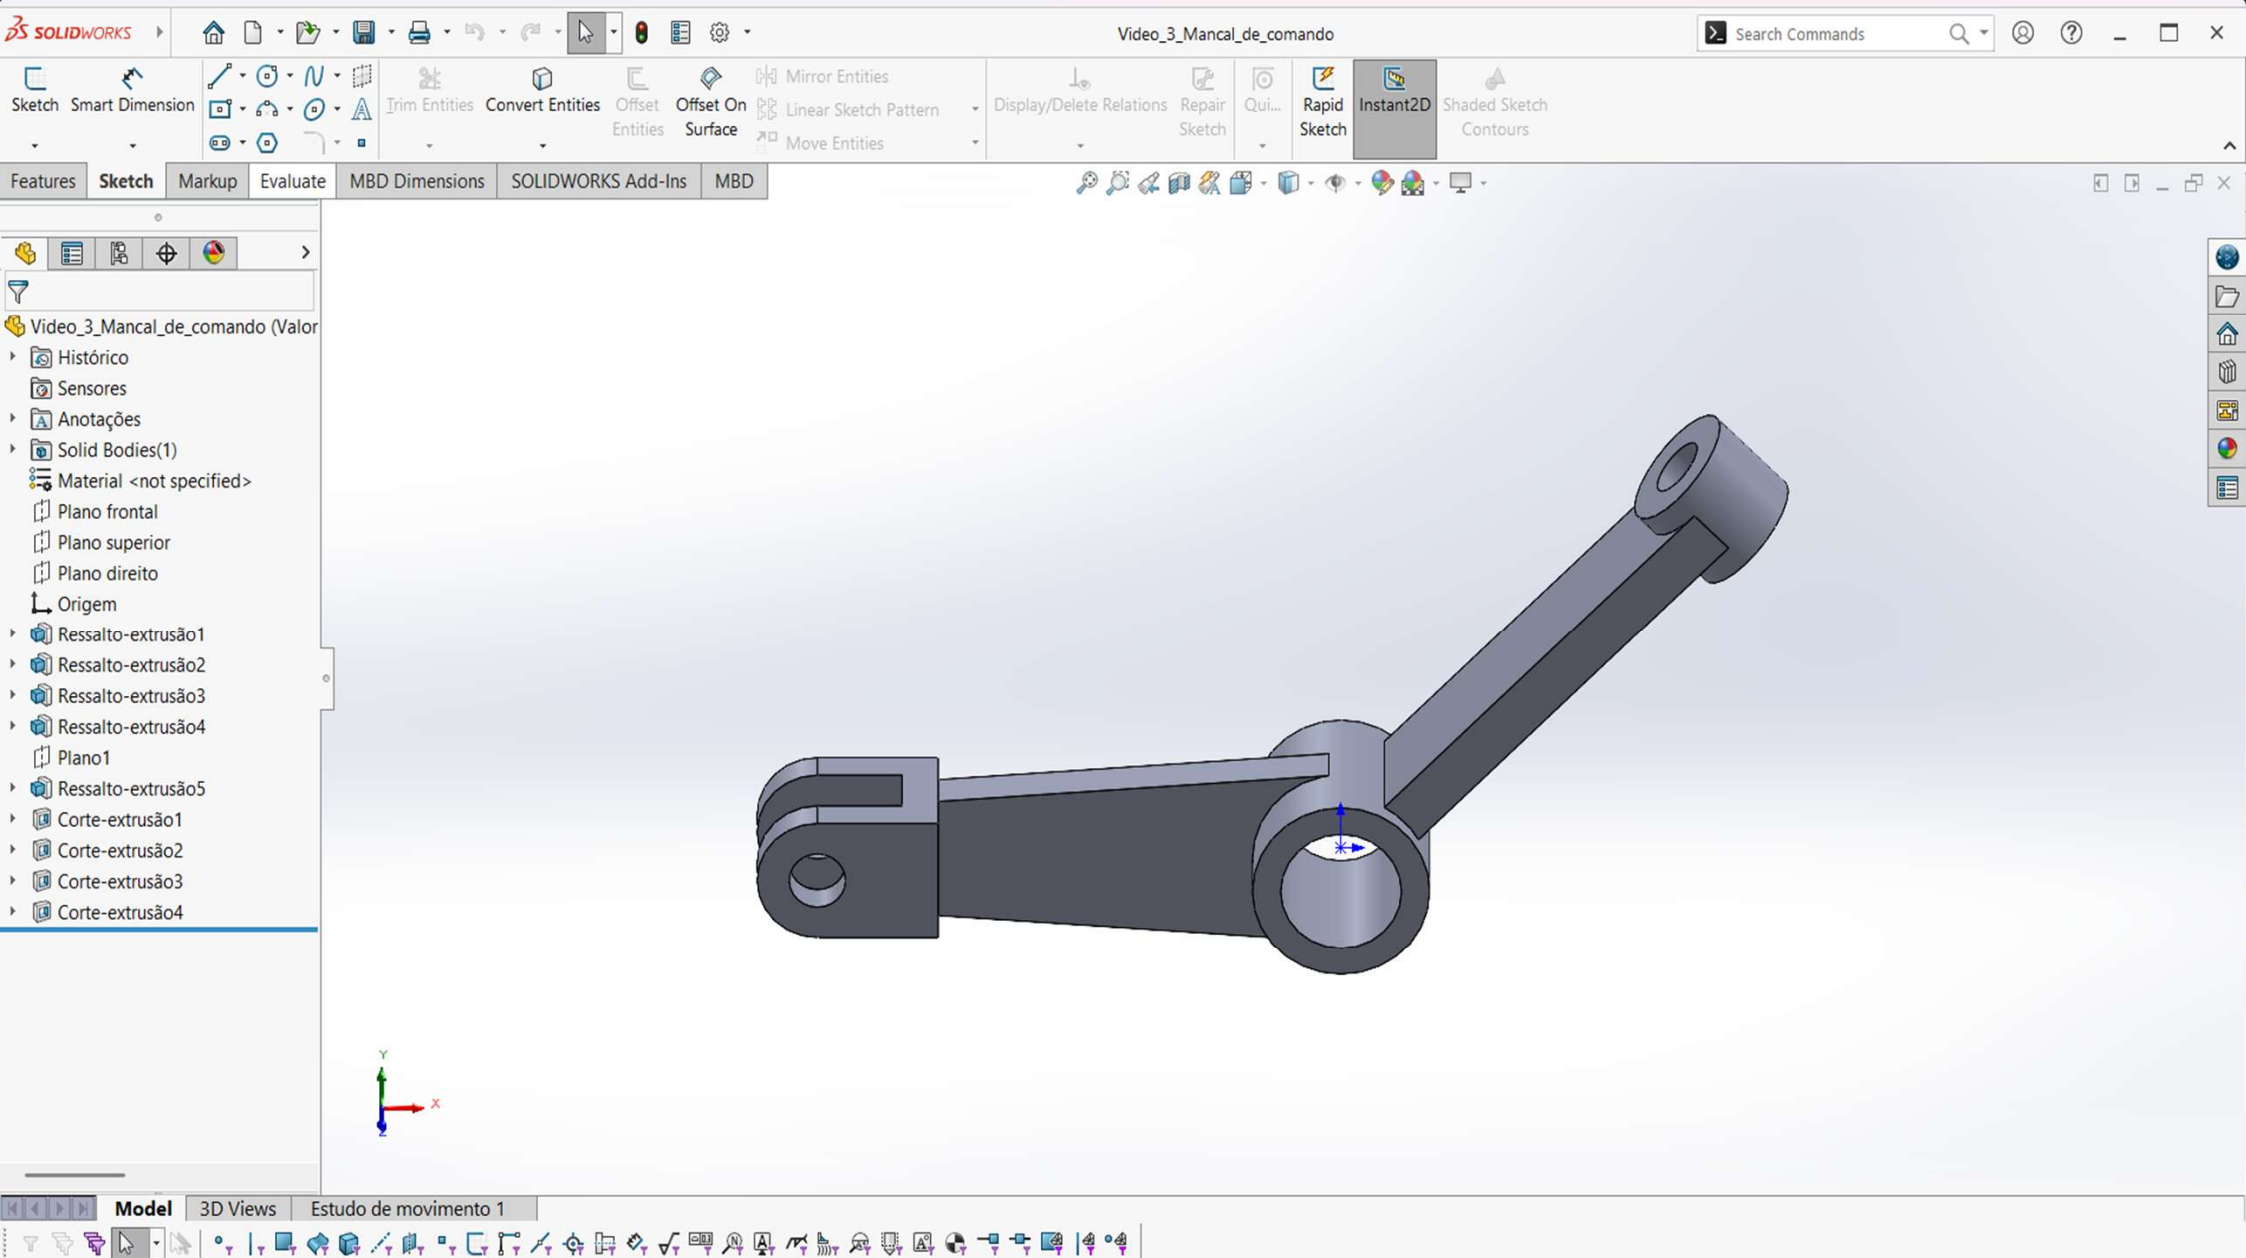 SOLIDWORKS
Video_3_Mancal_de_comando
Search Commands
Sketch
Smart Dimension
Trim Entities
Convert Entities
Offset
Entities
Offset On
Surface
Mirror Entities
Linear Sketch Pattern
Move Entities
Display/Delete Relations
Repair
Sketch
Qui...
Rapid
Sketch
Instant2D
Shaded Sketch
Contours
Features
Sketch
Markup
Evaluate
MBD Dimensions
SOLIDWORKS Add-Ins
MBD
Video_3_Mancal_de_comando (Valor
Histórico
Sensores
Anotações
Solid Bodies(1)
Material <not specified>
Plano frontal
Plano superior
Plano direito
Origem
Ressalto-extrusão1
Ressalto-extrusão2
Ressalto-extrusão3
Ressalto-extrusão4
Plano1
Ressalto-extrusão5
Corte-extrusão1
Corte-extrusão2
Corte-extrusão3
Corte-extrusão4
Y
X
Z
Model
3D Views
Estudo de movimento 1